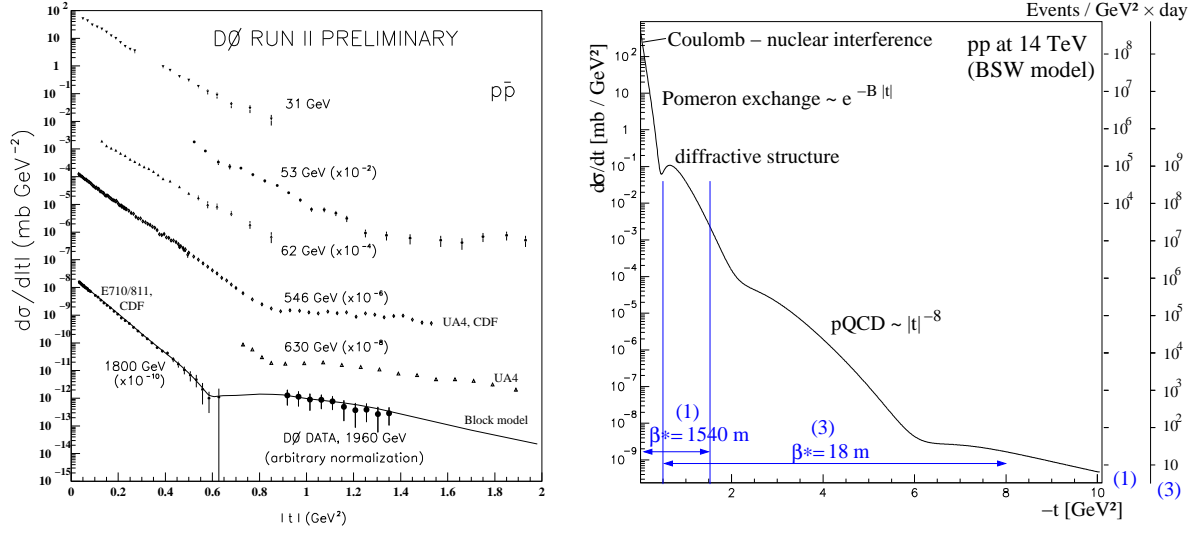 DØ RUN II PRELIMINARY
pp̄
31 GeV
53 GeV (x10⁻²)
62 GeV (x10⁻⁴)
546 GeV (x10⁻⁶)
UA4, CDF
630 GeV (x10⁻⁸)
UA4
E710/811,
CDF
1800 GeV
(x10⁻¹⁰)
Block model
DØ DATA, 1960 GeV
(arbitrary normalization)
dσ/d|t| (mb GeV⁻²)
10²
10
1
10⁻¹
10⁻²
10⁻³
10⁻⁴
10⁻⁵
10⁻⁶
10⁻⁷
10⁻⁸
10⁻⁹
10⁻¹⁰
10⁻¹¹
10⁻¹²
10⁻¹³
10⁻¹⁴
10⁻¹⁵
0 0.2 0.4 0.6 0.8 1 1.2 1.4 1.6 1.8 2
|t| (GeV²)
Events / GeV² × day
pp at 14 TeV
(BSW model)
Coulomb − nuclear interference
Pomeron exchange ~ e⁻ᴮ |ᵗ|
diffractive structure
pQCD ~ |t|⁻⁸
(1)
β*= 1540 m
(3)
β*= 18 m
dσ/dt [mb / GeV²]
10²
10
1
10⁻¹
10⁻²
10⁻³
10⁻⁴
10⁻⁵
10⁻⁶
10⁻⁷
10⁻⁸
10⁻⁹
0 2 4 6 8 10
−t [GeV²]
10⁸
10⁷
10⁶
10⁵
10⁴
(1)
10⁹
10⁸
10⁷
10⁶
10⁵
10⁴
10³
10²
10
(3)